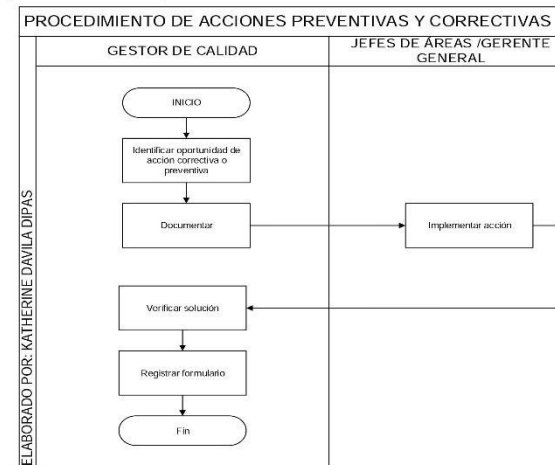 PROCEDIMIENTO DE ACCIONES PREVENTIVAS Y CORRECTIVAS
GESTOR DE CALIDAD
JEFES DE ÁREAS /GERENTE
GENERAL
INICIO
Identificar oportunidad de
acción correctiva o
preventiva
Documentar
Implementar acción
Verificar solución
Registrar formulario
Fin
ELABORADO POR: KATHERINE DAVILA DIPAS